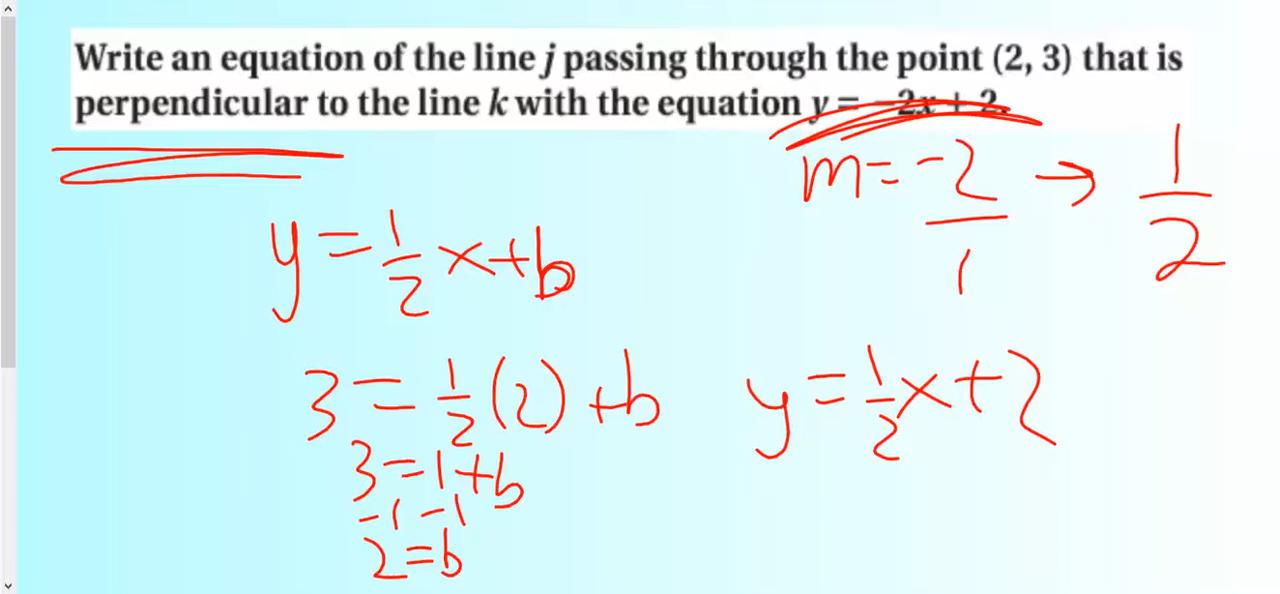 Write an equation of the line j passing through the point (2, 3) that is
perpendicular to the line k with the equation y = -2x + 2.
m = -2/1 → 1/2
y = 1/2 x + b
3 = 1/2 (2) + b
3 = 1 + b
-1 -1
2 = b
y = 1/2 x + 2